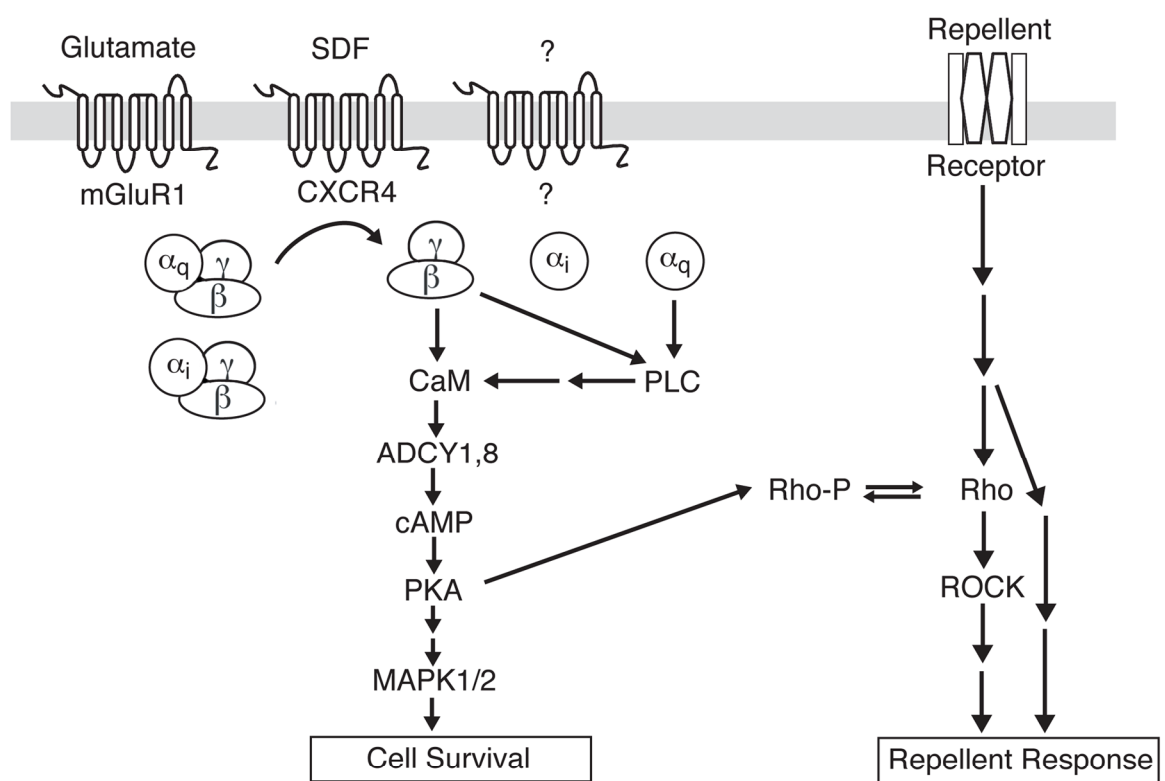 Glutamate
SDF
?
Repellent
mGluR1
CXCR4
?
Receptor
αq γ β
γ β
αi
αq
αi γ β
CaM
PLC
ADCY1,8
cAMP
Rho-P
Rho
PKA
ROCK
MAPK1/2
Cell Survival
Repellent Response